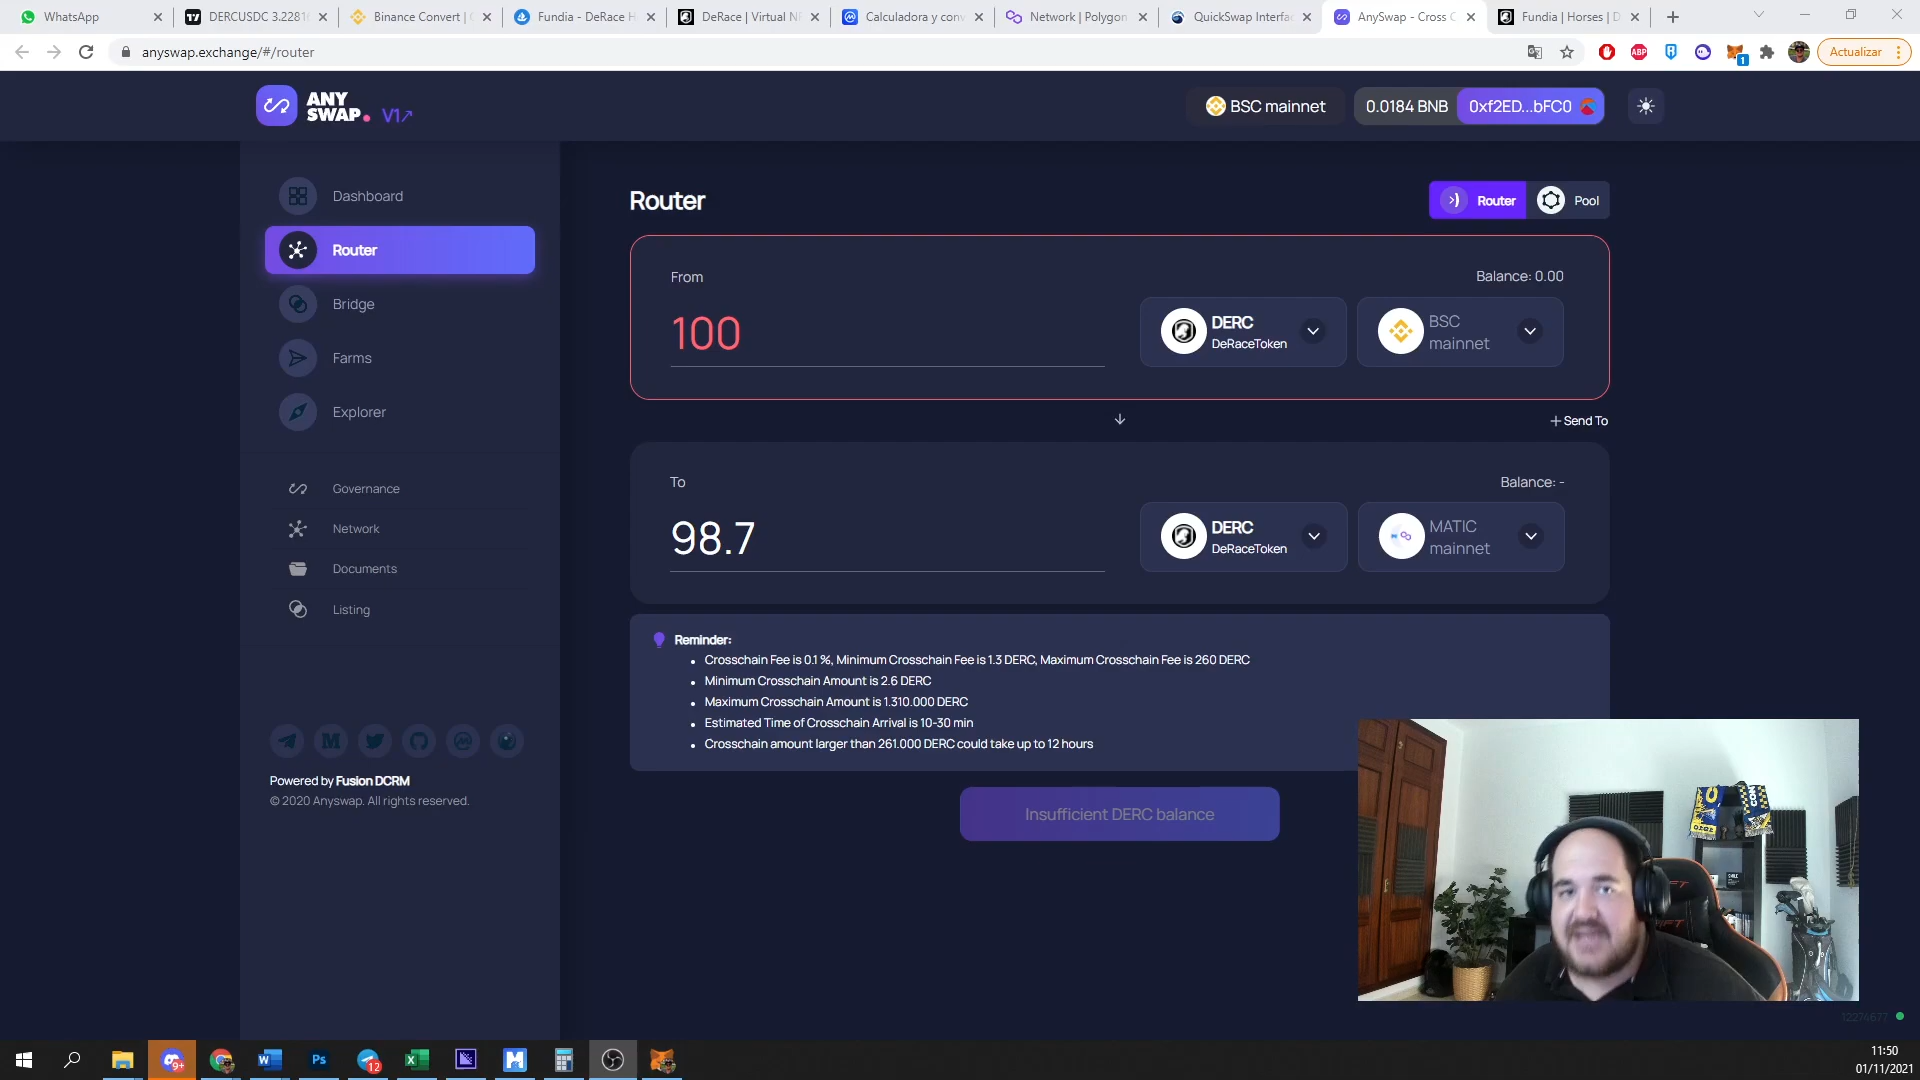 WhatsApp
DERCUSDC 3.2281
Binance Convert |
Fundia - DeRace H
DeRace | Virtual N
Calculadora y conv
Network | Polygon
QuickSwap Interfa
AnySwap - Cross C
Fundia | Horses | D
anyswap.exchange/#/router
ABP
1
Actualizar
ANY
SWAP.
V1↗
BSC mainnet
0.0184 BNB
0xf2ED...bFC0
Dashboard
Router
Bridge
Farms
Explorer
Governance
Network
Documents
Listing
Powered by Fusion DCRM
© 2020 Anyswap. All rights reserved.
Router
Router
Pool
From
Balance: 0.00
100
DERC
DeRaceToken
BSC
mainnet
+ Send To
To
Balance: -
98.7
DERC
DeRaceToken
MATIC
mainnet
Reminder:
Crosschain Fee is 0.1 %, Minimum Crosschain Fee is 1.3 DERC, Maximum Crosschain Fee is 260 DERC
Minimum Crosschain Amount is 2.6 DERC
Maximum Crosschain Amount is 1.310.000 DERC
Estimated Time of Crosschain Arrival is 10-30 min
Crosschain amount larger than 261.000 DERC could take up to 12 hours
Insufficient DERC balance
9+
W
Ps
12
X
11:50
01/11/2021